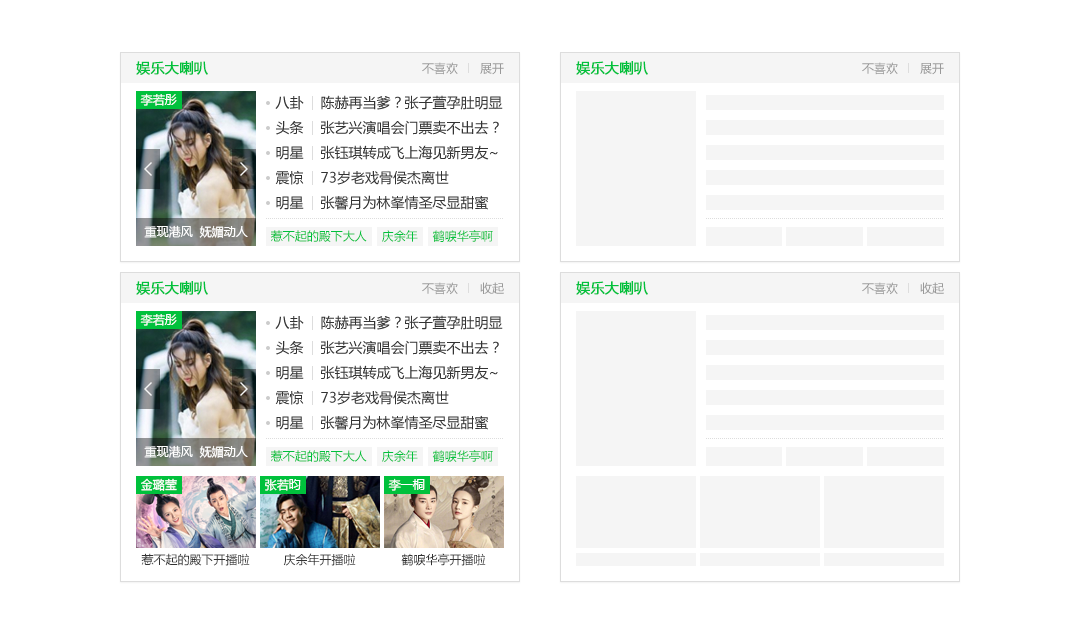 娱乐大喇叭 不喜欢 展开
李若彤
八卦 陈赫再当爹？张子萱孕肚明显
头条 张艺兴演唱会门票卖不出去？
明星 张钰琪转成飞上海见新男友~
震惊 73岁老戏骨侯杰离世
明星 张馨月为林峯情圣尽显甜蜜
重现港风 妩媚动人
惹不起的殿下大人 庆余年 鹤唳华亭啊
娱乐大喇叭 不喜欢 展开
娱乐大喇叭 不喜欢 收起
李若彤
八卦 陈赫再当爹？张子萱孕肚明显
头条 张艺兴演唱会门票卖不出去？
明星 张钰琪转成飞上海见新男友~
震惊 73岁老戏骨侯杰离世
明星 张馨月为林峯情圣尽显甜蜜
重现港风 妩媚动人
惹不起的殿下大人 庆余年 鹤唳华亭啊
金璐莹 张若昀 李一桐
惹不起的殿下开播啦 庆余年开播啦 鹤唳华亭开播啦
娱乐大喇叭 不喜欢 收起